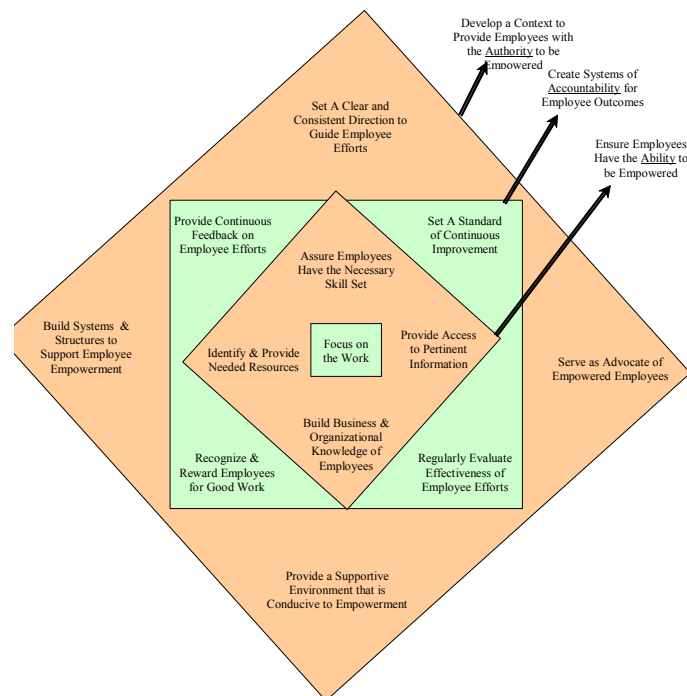 Develop a Context to
Provide Employees with
the Authority to be
Empowered
Create Systems of
Accountability for
Employee Outcomes
Ensure Employees
Have the Ability to
be Empowered
Set A Clear and
Consistent Direction to
Guide Employee
Efforts
Provide Continuous
Feedback on
Employee Efforts
Set A Standard
of Continuous
Improvement
Assure Employees
Have the Necessary
Skill Set
Build Systems &
Structures to
Support Employee
Empowerment
Identify & Provide
Needed Resources
Focus on
the Work
Provide Access
to Pertinent
Information
Serve as Advocate of
Empowered Employees
Build Business &
Organizational
Knowledge of
Employees
Recognize &
Reward Employees
for Good Work
Regularly Evaluate
Effectiveness of
Employee Efforts
Provide a Supportive
Environment that is
Conducive to Empowerment